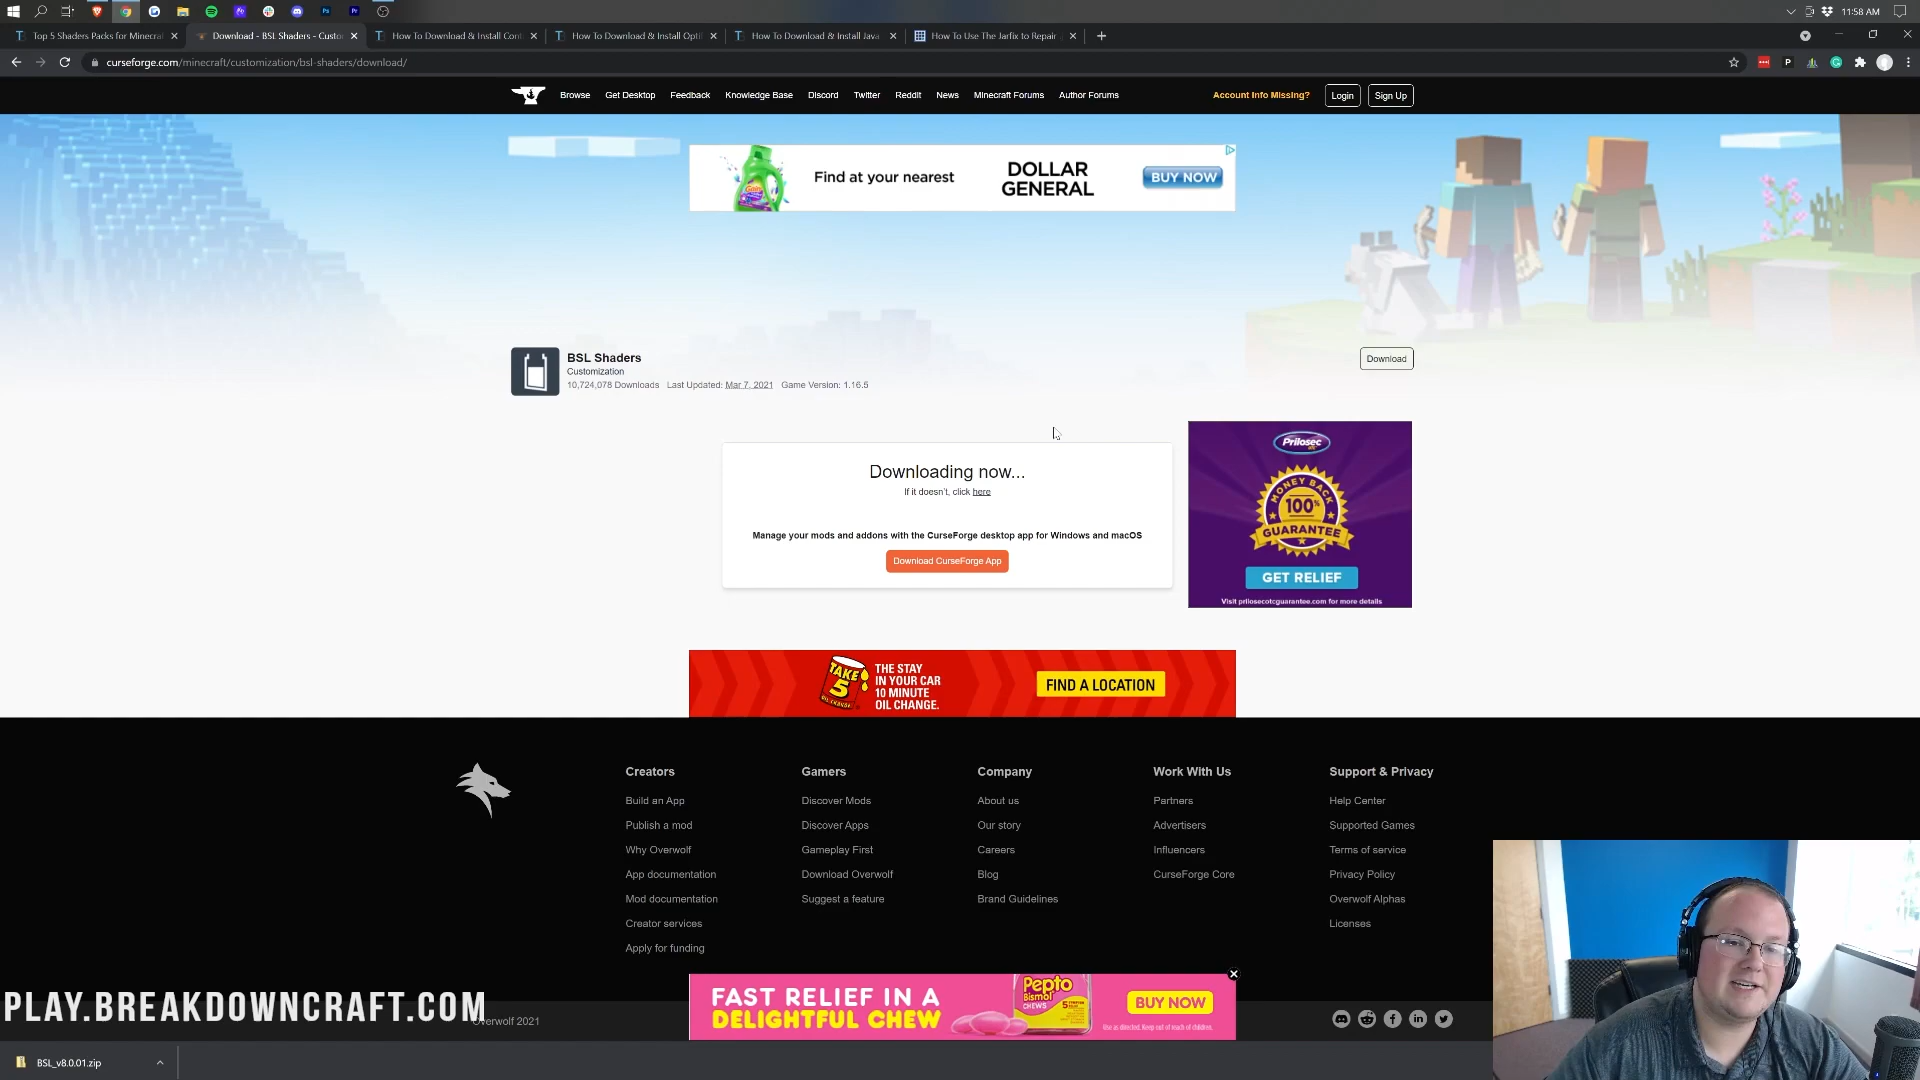 11:58 AM
Top 5 Shaders Packs for Minecraf
Download - BSL Shaders - Custo
How To Download & Install Cont
How To Download & Install Opti
How To Download & Install Java
How To Use The Jarfix to Repair
curseforge.com/minecraft/customization/bsl-shaders/download/
Browse Get Desktop Feedback Knowledge Base Discord Twitter Reddit News Minecraft Forums Author Forums Account Info Missing? Login Sign Up
Gain
Find at your nearest
DOLLAR
GENERAL
BUY NOW
BSL Shaders
Customization
10,724,078 Downloads Last Updated: Mar 7, 2021 Game Version: 1.16.5
Download
Downloading now...
If it doesn't, click here
Manage your mods and addons with the CurseForge desktop app for Windows and macOS
Download CurseForge App
Prilosec
MONEY BACK
100%
GUARANTEE
GET RELIEF
Visit prilosecotcguarantee.com for more details
TAKE
5
OIL CHANGE
THE STAY
IN YOUR CAR
10 MINUTE
OIL CHANGE.
FIND A LOCATION
Creators
Build an App
Publish a mod
Why Overwolf
App documentation
Mod documentation
Creator services
Apply for funding
Gamers
Discover Mods
Discover Apps
Gameplay First
Download Overwolf
Suggest a feature
Company
About us
Our story
Careers
Blog
Brand Guidelines
Work With Us
Partners
Advertisers
Influencers
CurseForge Core
Support & Privacy
Help Center
Supported Games
Terms of service
Privacy Policy
Overwolf Alphas
Licenses
FAST RELIEF IN A
DELIGHTFUL CHEW
Pepto
Bismol
CHEWS
BUY NOW
Use as directed. Keep out of reach of children.
PLAY.BREAKDOWNCRAFT.COM
Overwolf 2021
BSL_v8.0.01.zip